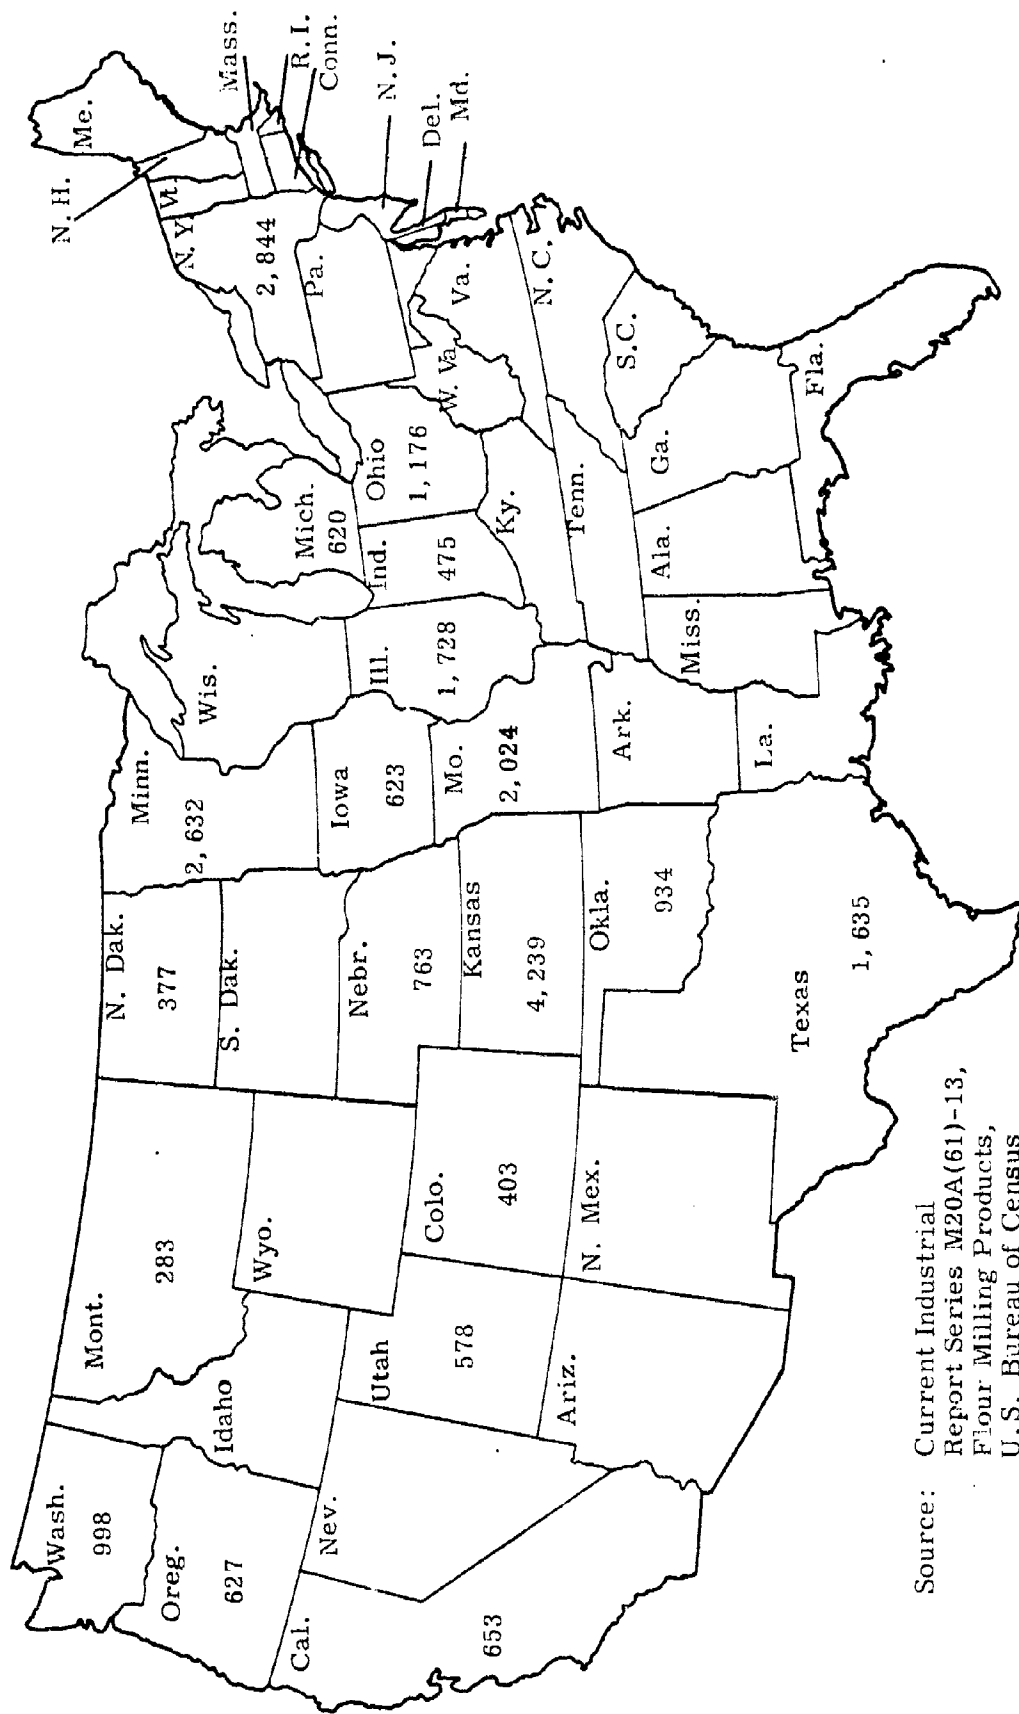 Wash.
998
Oreg.
627
Cal.
653
Nev.
Idaho
Mont.
283
Wyo.
Utah
578
Ariz.
Colo.
403
N. Mex.
N. Dak.
377
S. Dak.
Nebr.
763
Kansas
4,239
Okla.
934
Texas
1,635
Minn.
2,632
Iowa
623
Mo.
2,024
Ark.
La.
Wis.
Ill.
1,728
Mich.
620
Ind.
475
Ohio
1,176
Ky.
Tenn.
Miss.
Ala.
Ga.
Fla.
S.C.
N.C.
Va.
W. Va
Pa.
N.Y.
2,844
Vt.
N.H.
Me.
Mass.
R.I.
Conn.
N.J.
Del.
Md.
Source: Current Industrial
Report Series M20A(61)-13,
Flour Milling Products,
U.S. Bureau of Census